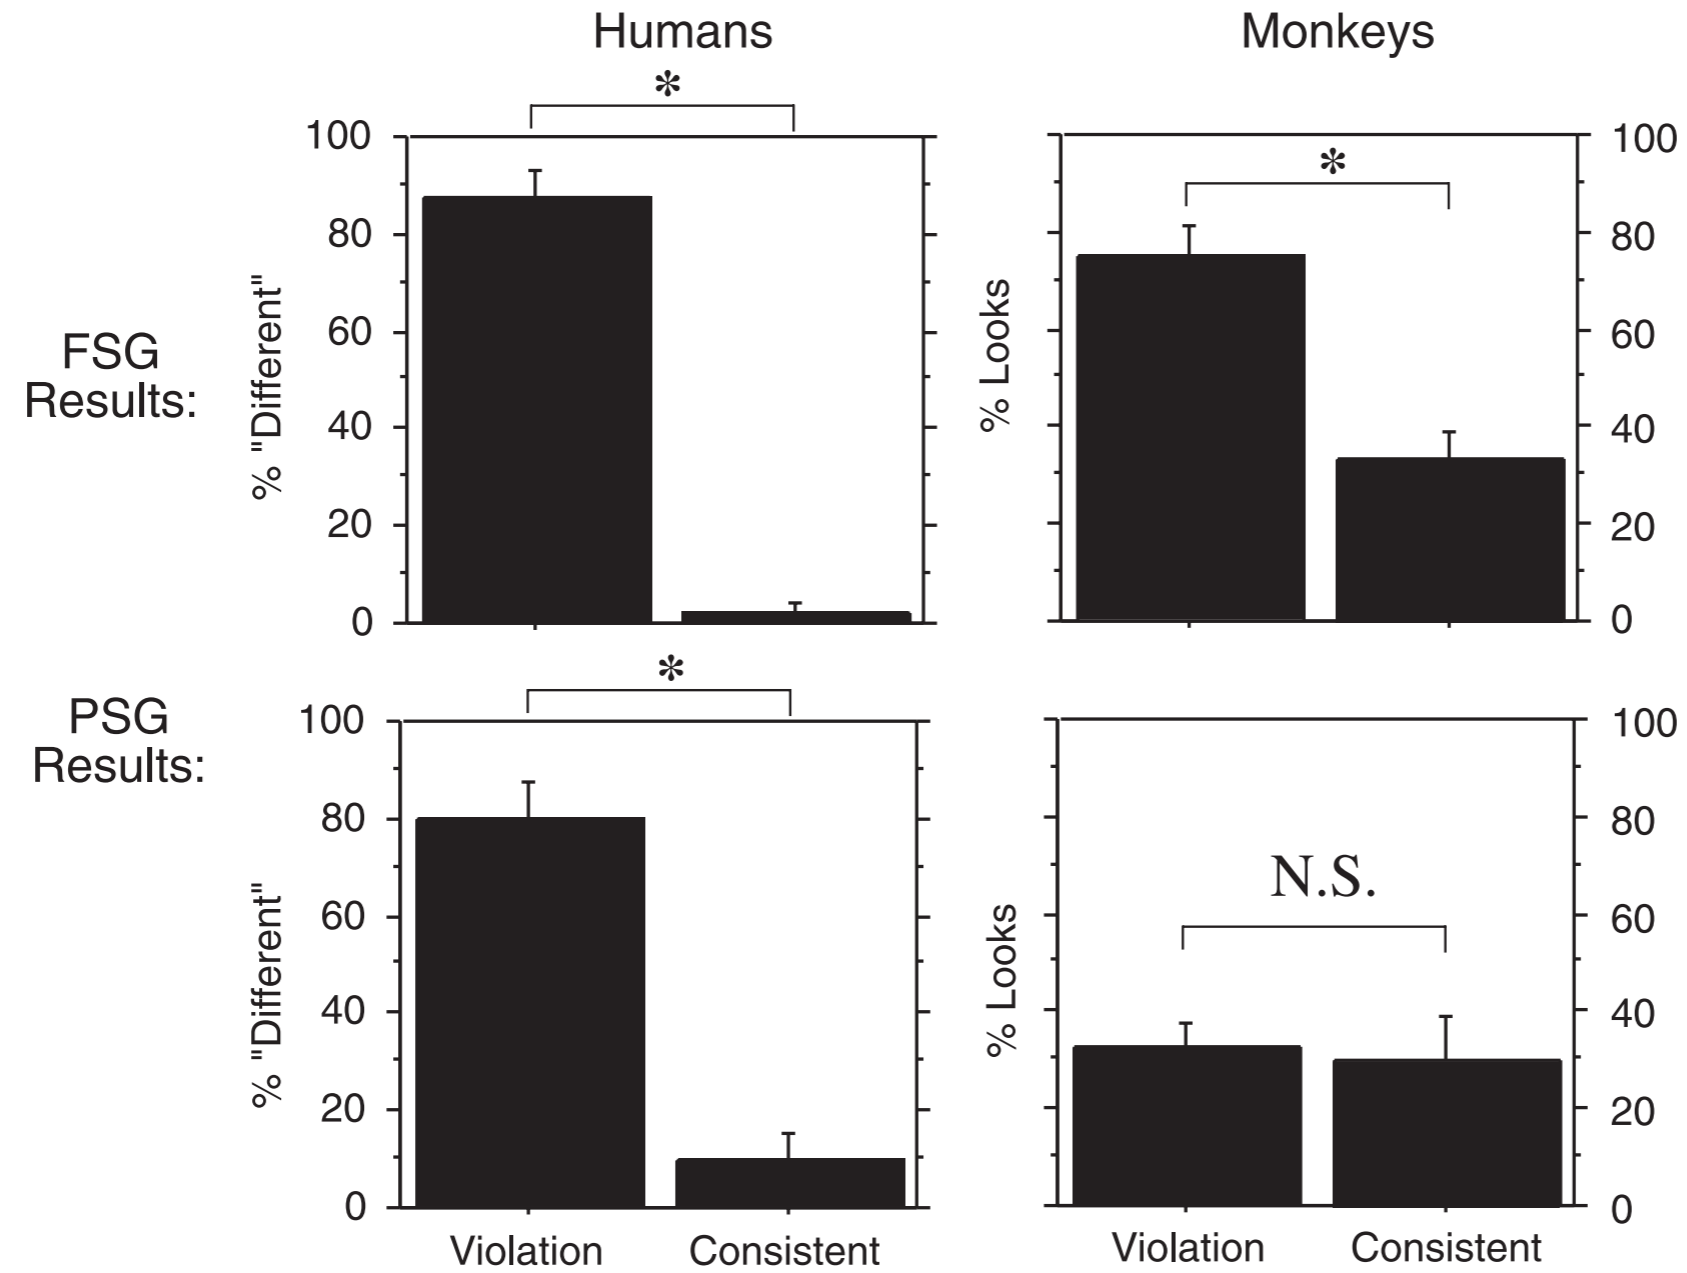 Humans
Monkeys
*
100
80
60
40
20
0
% "Different"
FSG
Results:
*
100
80
60
40
20
0
% Looks
PSG
Results:
*
100
80
60
40
20
0
% "Different"
Violation
Consistent
N.S.
100
80
60
40
20
0
% Looks
Violation
Consistent